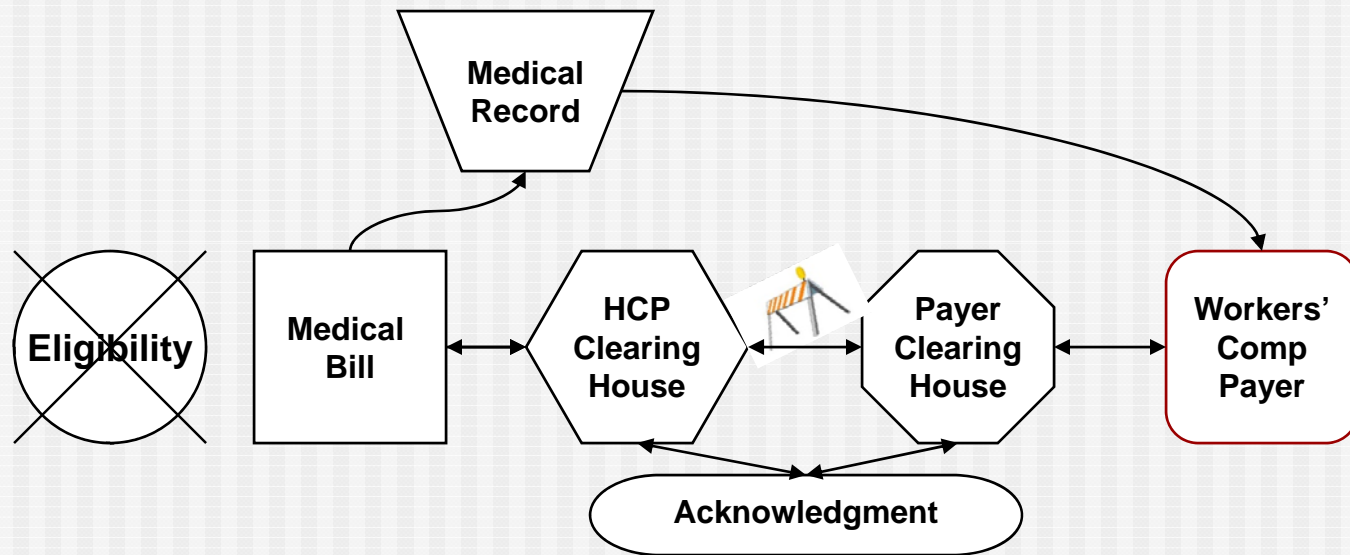 Medical
Record
Eligibility
Medical
Bill
HCP
Clearing
House
Payer
Clearing
House
Workers’
Comp
Payer
Acknowledgment